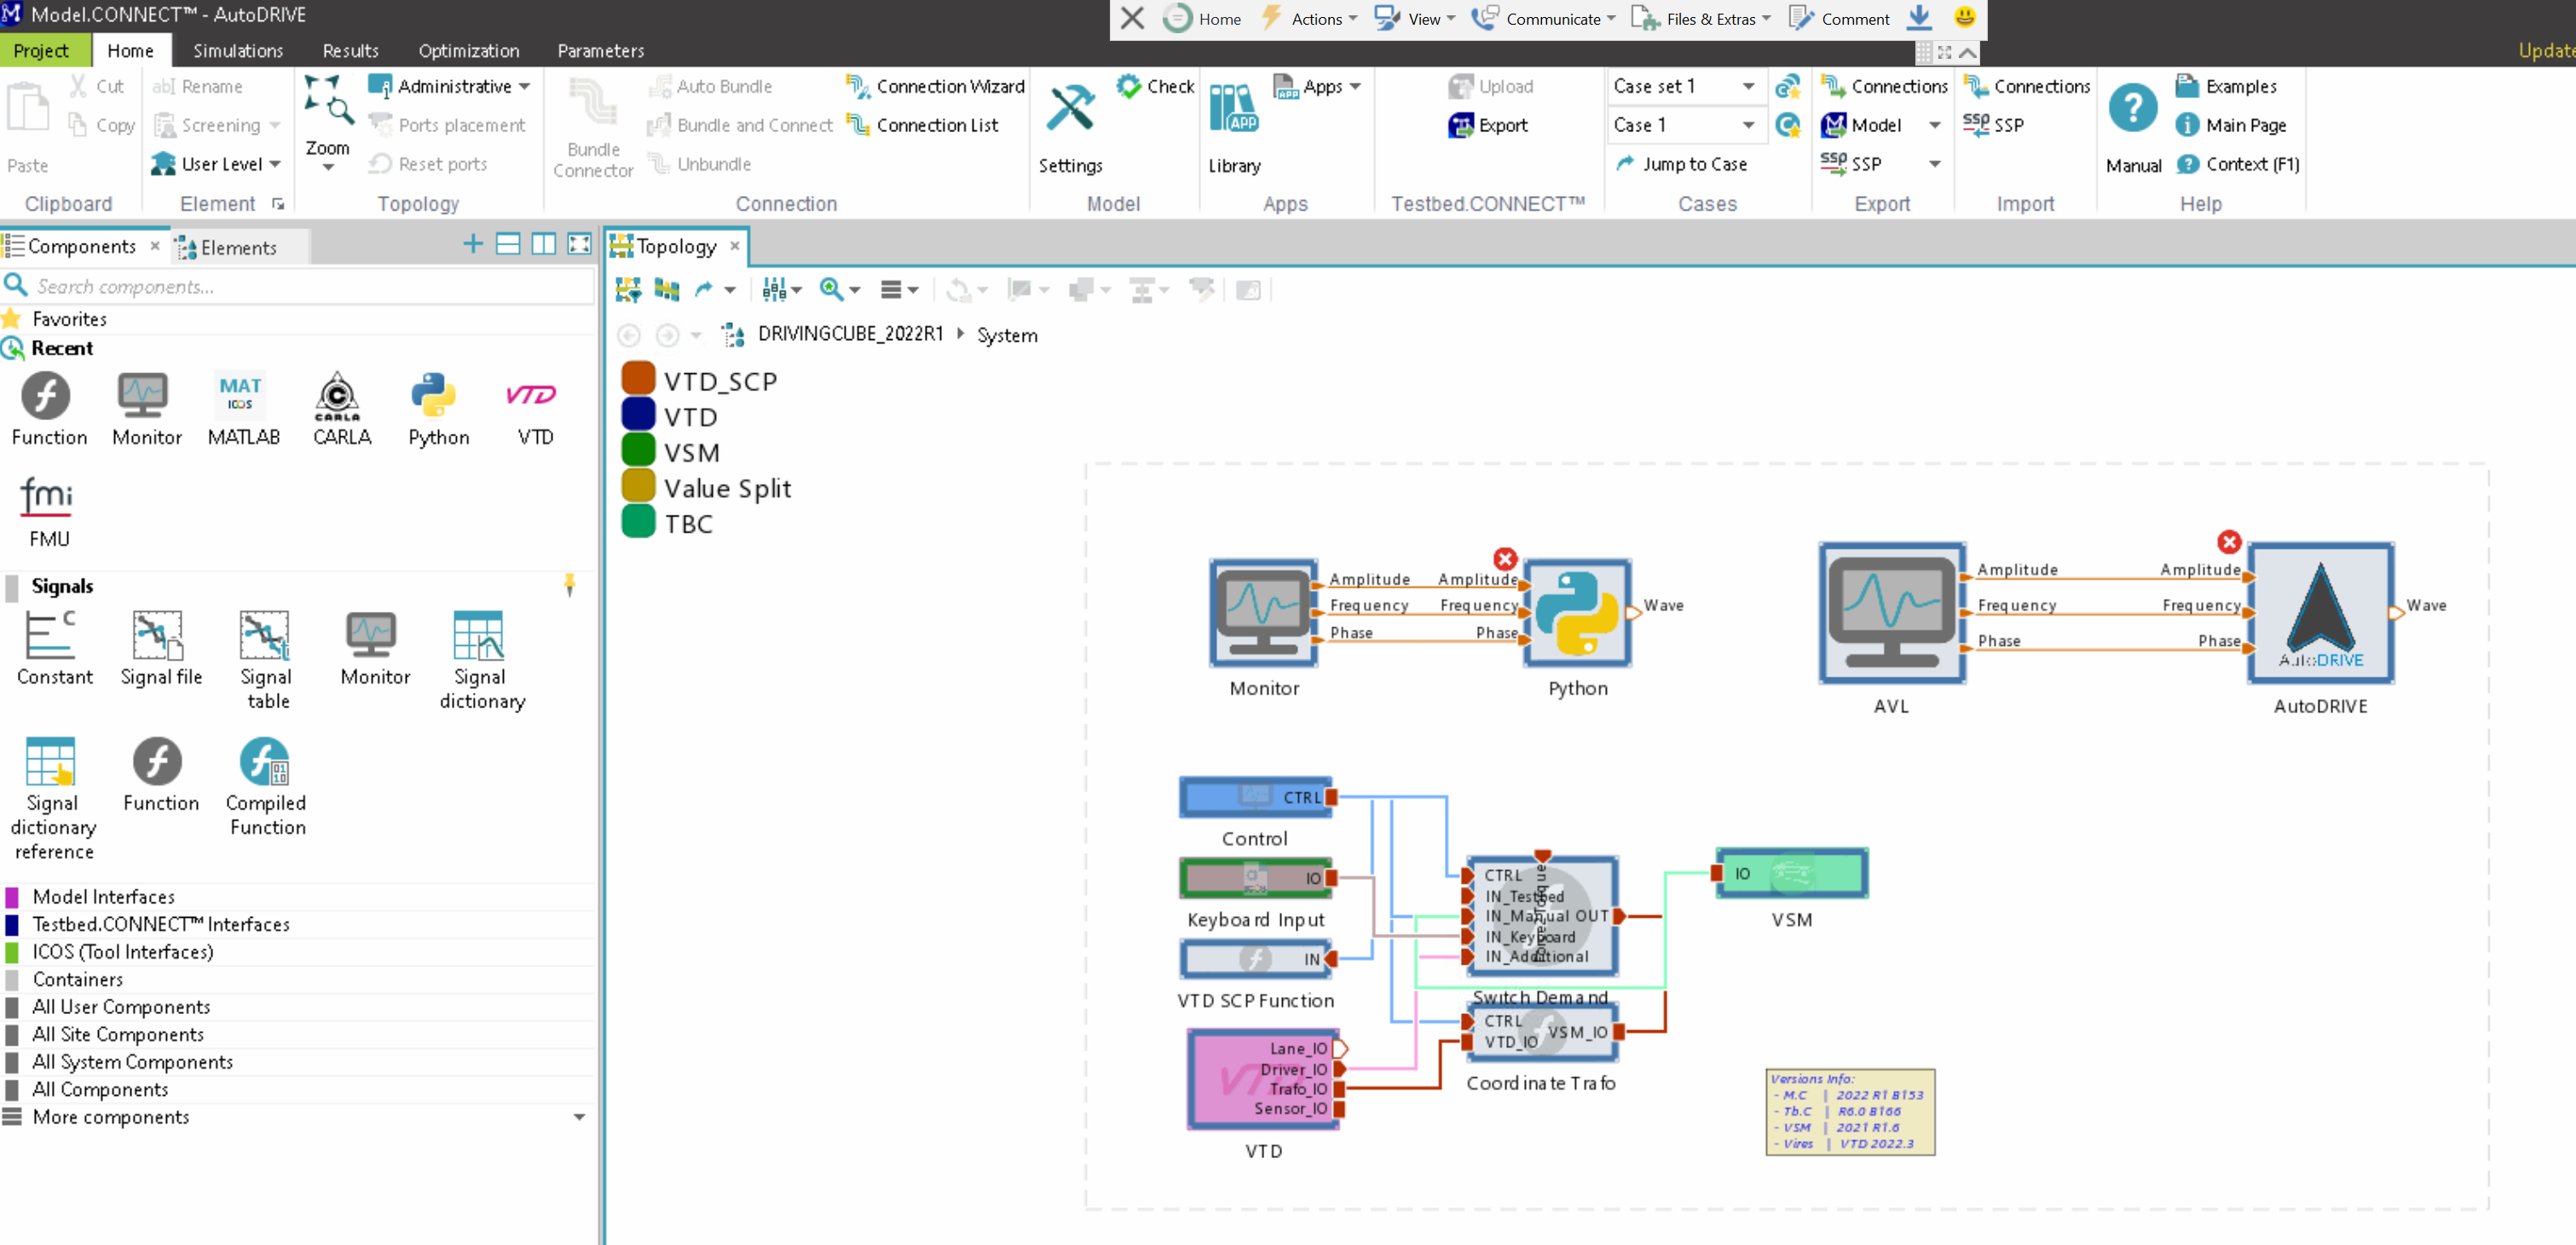 Model.CONNECT™ - AutoDRIVE
Home Actions View Communicate Files & Extras Comment
Project Home Simulations Results Optimization Parameters
Update
Paste
Cut
Copy
Clipboard
Rename
Screening
User Level
Element
Zoom
Administrative
Ports placement
Reset ports
Topology
Bundle
Connector
Auto Bundle
Bundle and Connect
Unbundle
Connection Wizard
Connection List
Connection
Settings
Check
Model
Library
Apps
Apps
Upload
Export
Testbed.CONNECT™
Case set 1
Case 1
Jump to Case
Cases
Connections
Model
SSP
Export
Connections
SSP
Import
Manual
Examples
Main Page
Context (F1)
Help
Components
Elements
Search components...
Favorites
Recent
Function
Monitor
MATLAB
CARLA
Python
VTD
FMU
Signals
Constant
Signal file
Signal
table
Monitor
Signal
dictionary
Signal
dictionary
reference
Function
Compiled
Function
Model Interfaces
Testbed.CONNECT™ Interfaces
ICOS (Tool Interfaces)
Containers
All User Components
All Site Components
All System Components
All Components
More components
Topology
DRIVINGCUBE_2022R1 System
VTD_SCP
VTD
VSM
Value Split
TBC
Amplitude Amplitude
Frequency Frequency
Phase Phase
Wave
Monitor
Python
Amplitude Amplitude
Frequency Frequency
Phase Phase
Wave
AutoDRIVE
AVL
AutoDRIVE
CTRL
Control
IO
Keyboard Input
IN
VTD SCP Function
Lane_IO
Driver_IO
Trafo_IO
Sensor_IO
VTD
CTRL
IN_Testbed
IN_Manual OUT
IN_Keyboard
IN_Additional
Switch Demand
CTRL
VTD_IO
VSM_IO
Coordinate Trafo
IO
VSM
Versions Info:
- M.C | 2022 R1 B153
- Tb.C | R6.0 B166
- VSM | 2021 R1.6
- Vires | VTD 2022.3